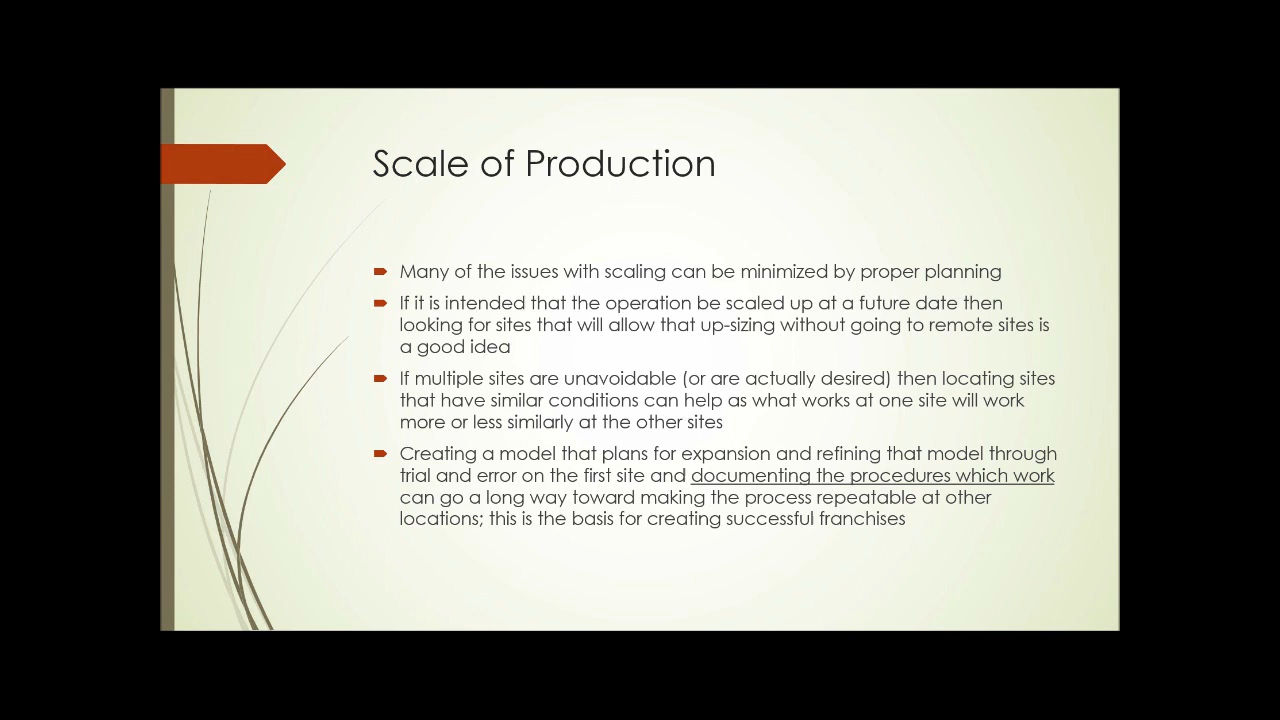 Scale of Production
Many of the issues with scaling can be minimized by proper planning
If it is intended that the operation be scaled up at a future date then
looking for sites that will allow that up-sizing without going to remote sites is
a good idea
If multiple sites are unavoidable (or are actually desired) then locating sites
that have similar conditions can help as what works at one site will work
more or less similarly at the other sites
Creating a model that plans for expansion and refining that model through
trial and error on the first site and documenting the procedures which work
can go a long way toward making the process repeatable at other
locations; this is the basis for creating successful franchises